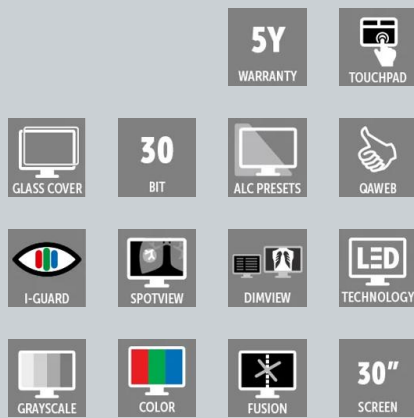 5Y
WARRANTY
TOUCHPAD
GLASS COVER
30
BIT
ALC PRESETS
QAWEB
I-GUARD
SPOTVIEW
DIMVIEW
LED
TECHNOLOGY
GRAYSCALE
COLOR
FUSION
30"
SCREEN